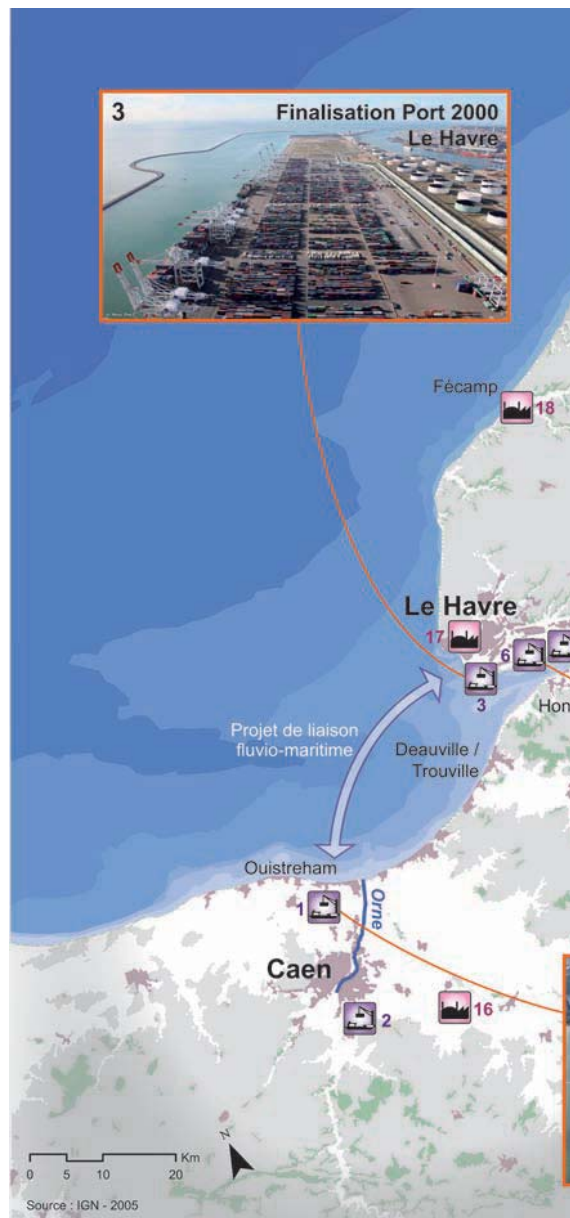 3
Finalisation Port 2000
Le Havre
Fécamp
18
Le Havre
17
6
3
Hon
Projet de liaison
fluvio-maritime
Deauville /
Trouville
Ouistreham
1
Orne
Caen
2
16
N
Km
0 5 10 20
Source : IGN - 2005